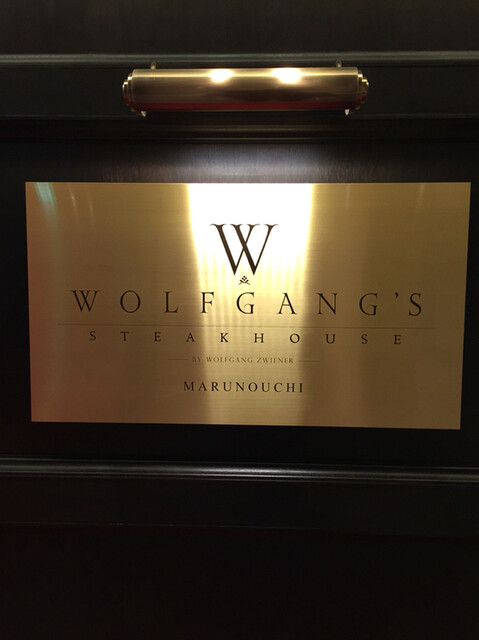 W
WOLFGANG'S
STEAKHOUSE
BY WOLFGANG ZWIENER
MARUNOUCHI